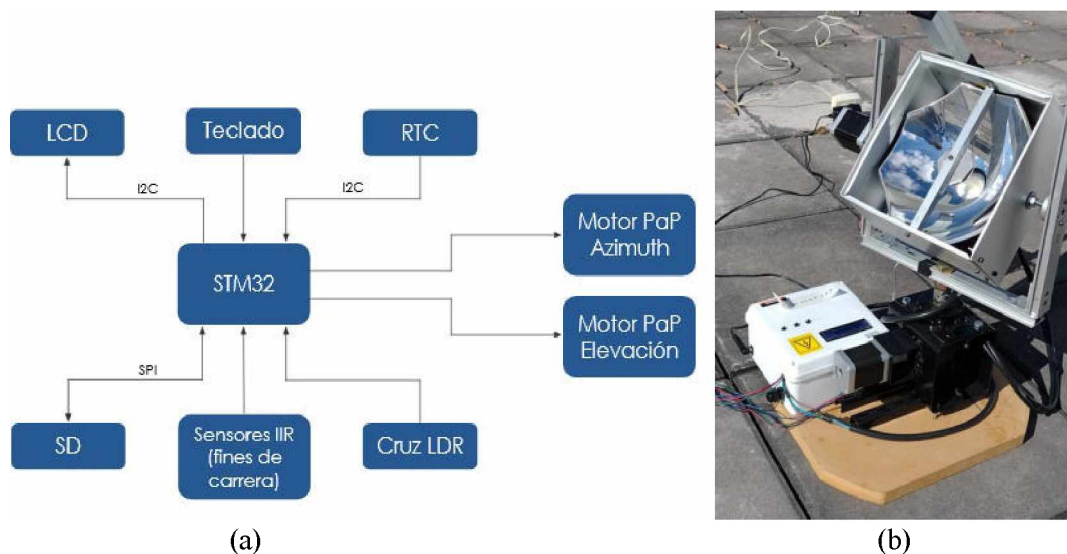 LCD
Teclado
RTC
I2C
I2C
STM32
Motor PaP
Azimuth
Motor PaP
Elevación
SPI
SD
Sensores IIR
(fines de
carrera)
Cruz LDR
(a)
(b)